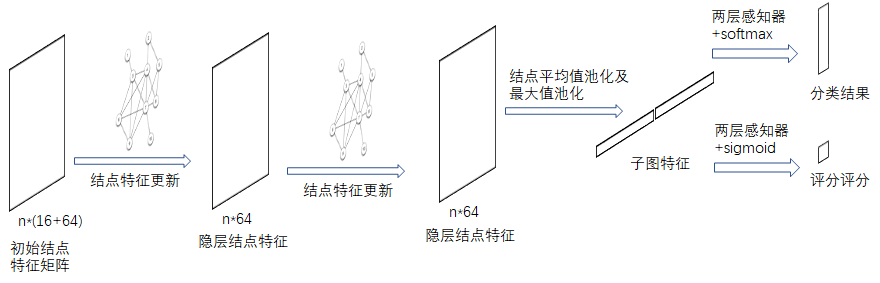 n*(16+64)
初始结点
特征矩阵
结点特征更新
n*64
隐层结点特征
结点特征更新
n*64
隐层结点特征
结点平均值池化及
最大值池化
子图特征
两层感知器
+softmax
分类结果
两层感知器
+sigmoid
评分评分